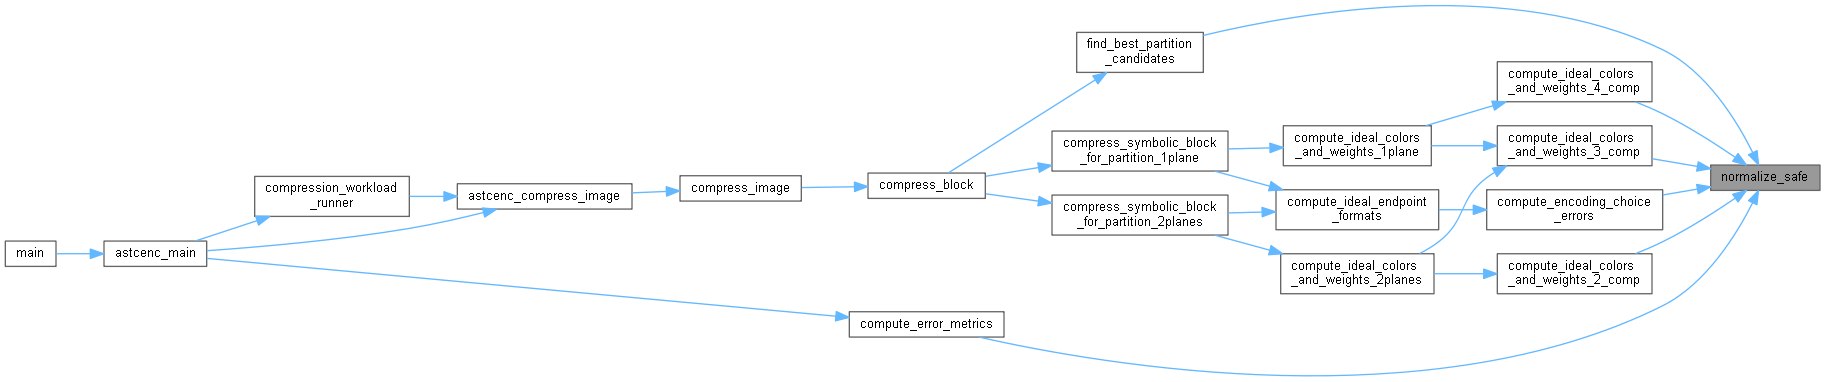 main
astcenc_main
compression_workload
_runner
astcenc_compress_image
compress_image
compress_block
find_best_partition
_candidates
compress_symbolic_block
_for_partition_1plane
compress_symbolic_block
_for_partition_2planes
compute_error_metrics
compute_ideal_colors
_and_weights_1plane
compute_ideal_endpoint
_formats
compute_ideal_colors
_and_weights_2planes
compute_ideal_colors
_and_weights_4_comp
compute_ideal_colors
_and_weights_3_comp
compute_encoding_choice
_errors
compute_ideal_colors
_and_weights_2_comp
normalize_safe